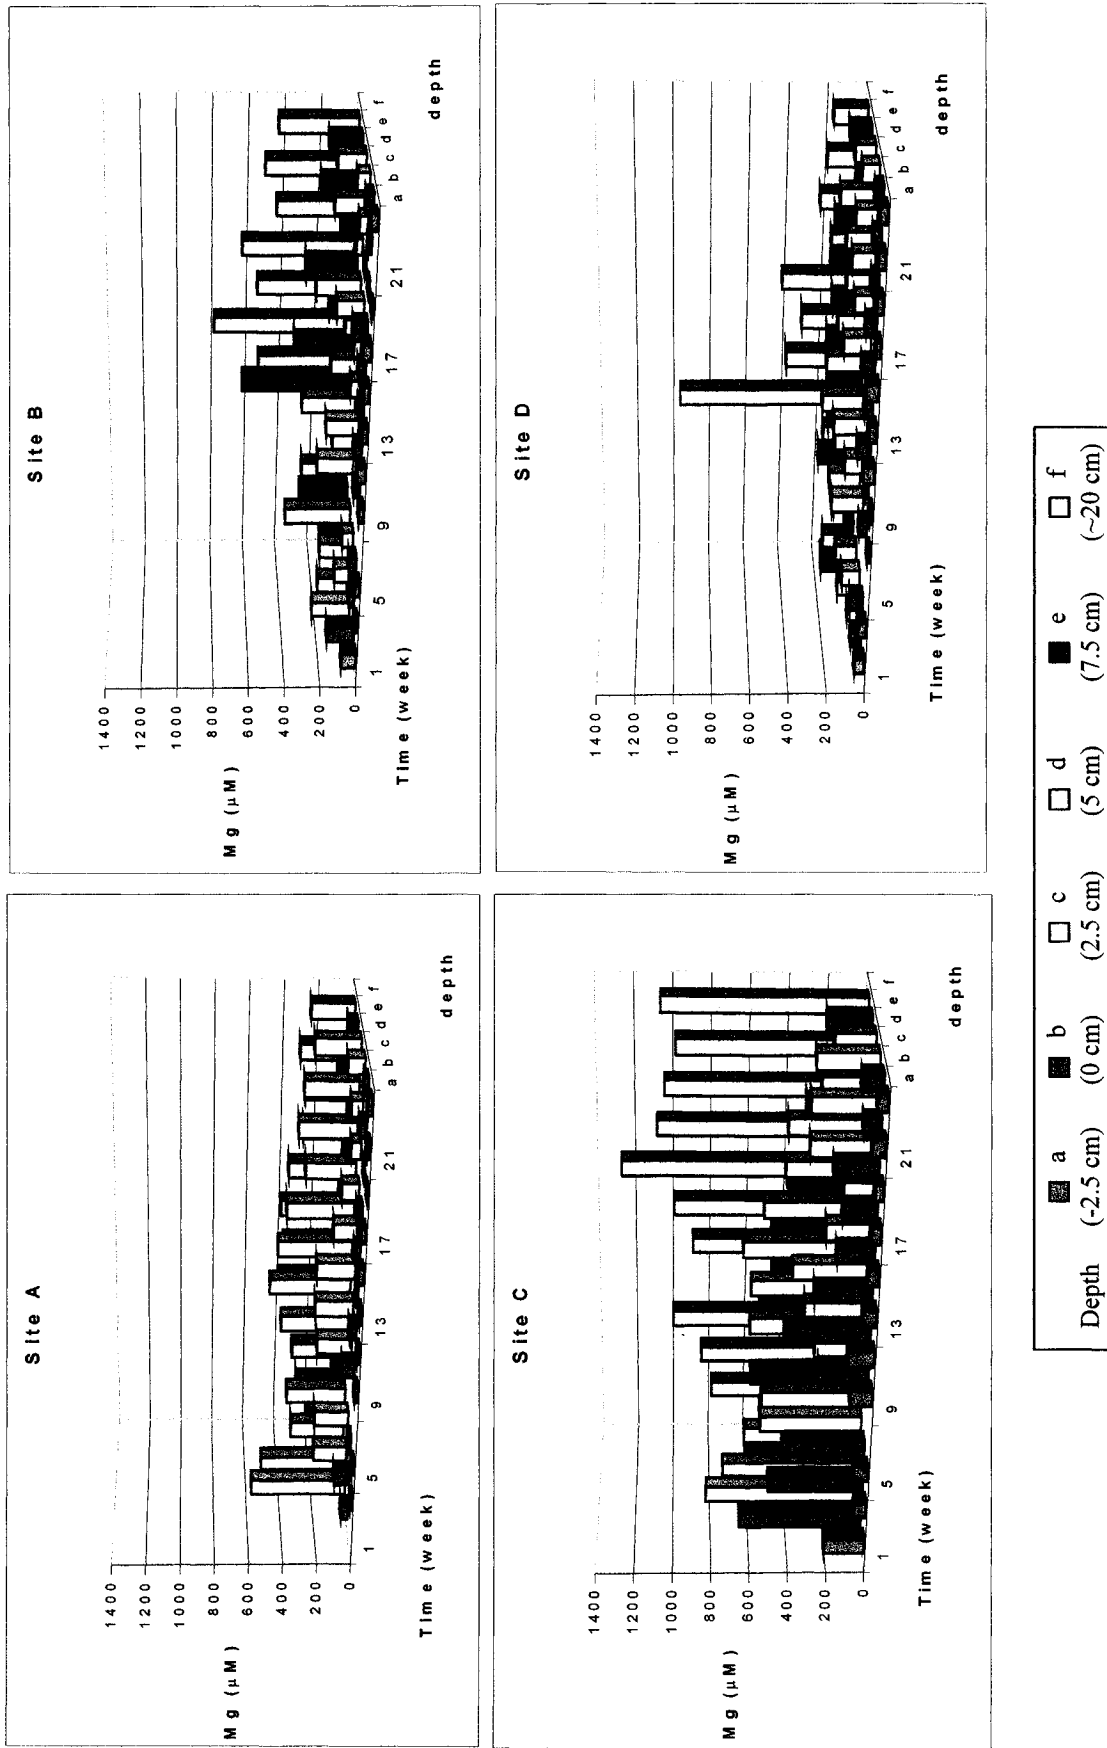 Site A
Mg (µM)
1400
1200
1000
800
600
400
200
0
1
5
9
13
17
21
Time (week)
a
b
c
d
e
f
depth
Site B
Mg (µM)
1400
1200
1000
800
600
400
200
0
1
5
9
13
17
21
Time (week)
a
b
c
d
e
f
depth
Site C
Mg (µM)
1400
1200
1000
800
600
400
200
0
1
5
9
13
17
21
Time (week)
a
b
c
d
e
f
depth
Site D
Mg (µM)
1400
1200
1000
800
600
400
200
0
1
5
9
13
17
21
Time (week)
a
b
c
d
e
f
depth
Depth a b c d e f
(-2.5 cm) (0 cm) (2.5 cm) (5 cm) (7.5 cm) (~20 cm)